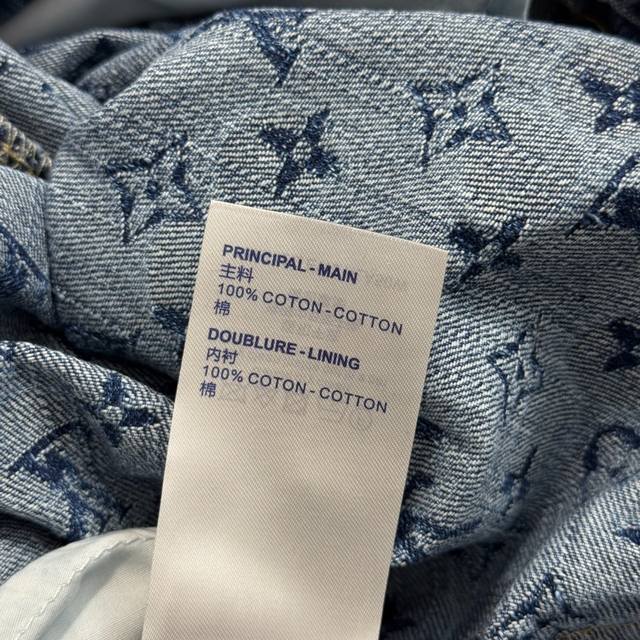 PRINCIPAL - MAIN
主料
100% COTON - COTTON
棉
DOUBLURE - LINING
内衬
100% COTON - COTTON
棉